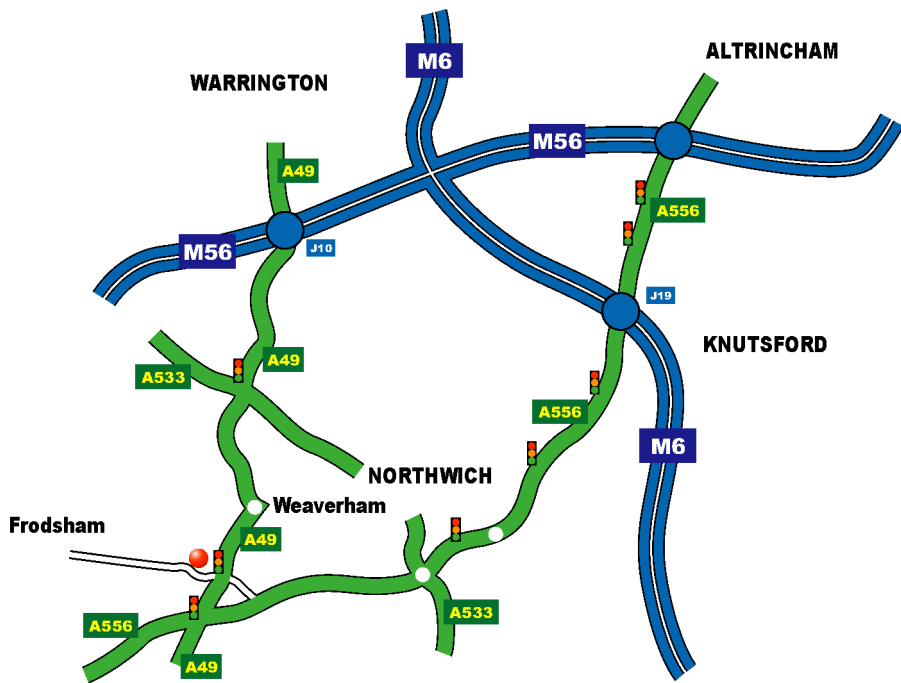 M6
ALTRINCHAM
WARRINGTON
M56
A49
A556
M56
J10
J19
KNUTSFORD
A49
A533
A556
M6
NORTHWICH
Weaverham
Frodsham
A49
A533
A556
A49